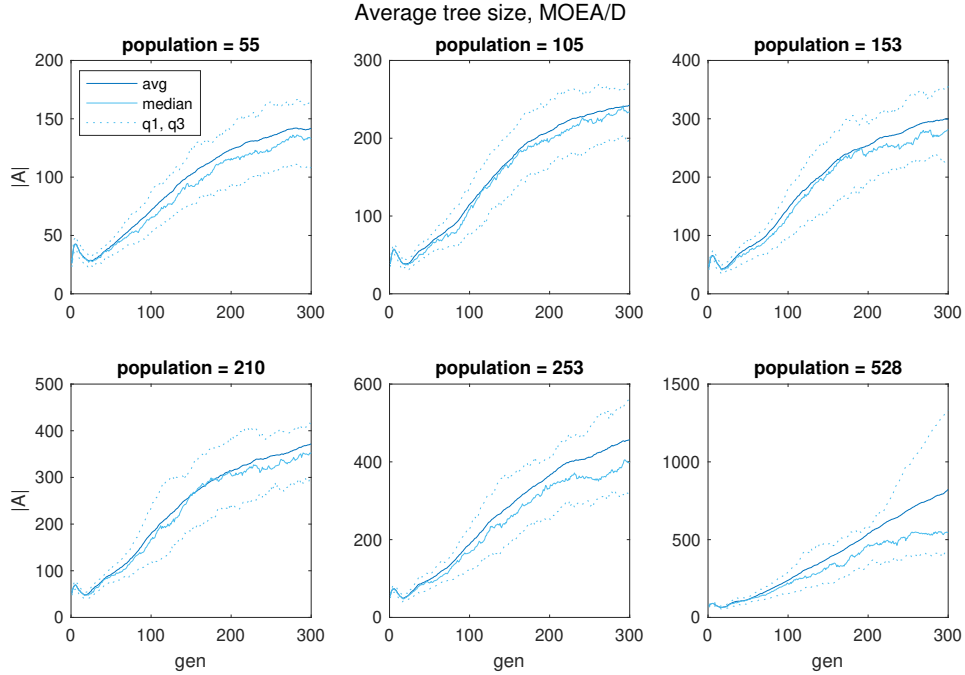 Average tree size, MOEA/D
population = 55
population = 105
population = 153
200
150
100
50
0
|A|
avg
median
q1, q3
0 100 200 300
300
200
100
0
0 100 200 300
400
300
200
100
0
0 100 200 300
population = 210
population = 253
population = 528
500
400
300
200
100
0
|A|
0 100 200 300
gen
600
400
200
0
0 100 200 300
gen
1500
1000
500
0
0 100 200 300
gen